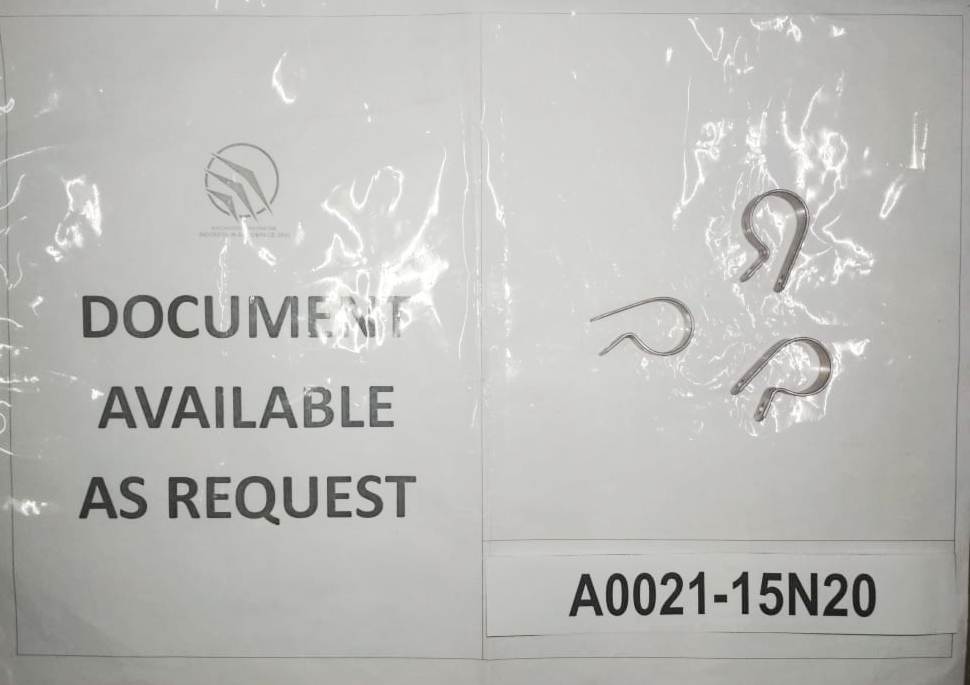 DOCUMENT
AVAILABLE
AS REQUEST
A0021-15N20